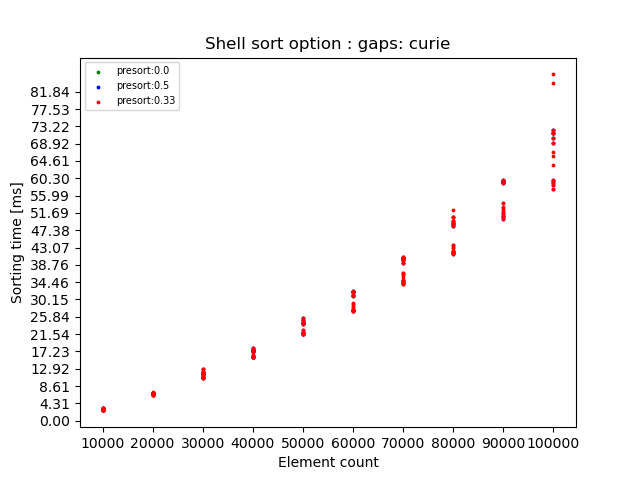 Shell sort option : gaps: curie
presort:0.0
presort:0.5
presort:0.33
81.84
77.53
73.22
68.92
64.61
60.30
55.99
51.69
47.38
43.07
38.76
34.46
30.15
25.84
21.54
17.23
12.92
8.61
4.31
0.00
Sorting time [ms]
10000 20000 30000 40000 50000 60000 70000 80000 90000 100000
Element count